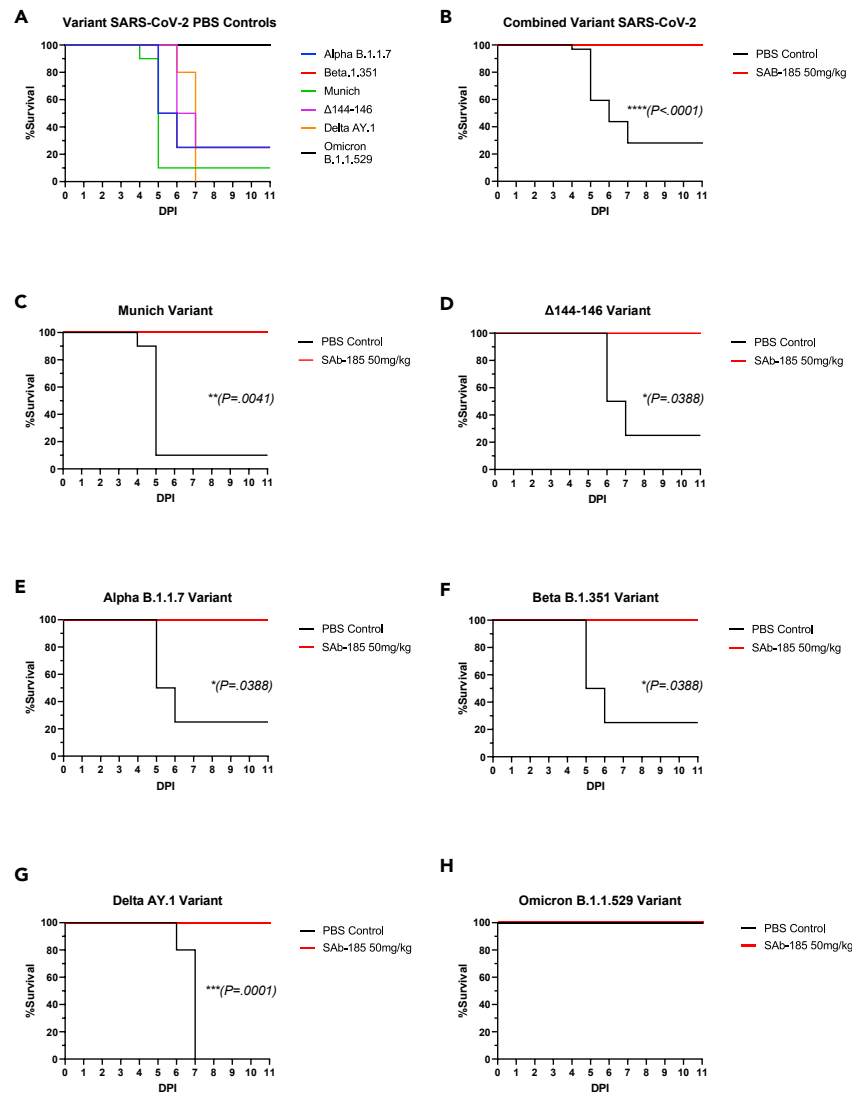 A
Variant SARS-CoV-2 PBS Controls
100
80
60
40
20
0
%Survival
0 1 2 3 4 5 6 7 8 9 10 11
DPI
Alpha B.1.1.7
Beta.1.351
Munich
Δ144-146
Delta AY.1
Omicron
B.1.1.529
B
Combined Variant SARS-CoV-2
100
80
60
40
20
0
%Survival
0 1 2 3 4 5 6 7 8 9 10 11
DPI
****(P<.0001)
PBS Control
SAB-185 50mg/kg
C
Munich Variant
100
80
60
40
20
0
%Survival
0 1 2 3 4 5 6 7 8 9 10 11
DPI
**(P=.0041)
PBS Control
SAb-185 50mg/kg
D
Δ144-146 Variant
100
80
60
40
20
0
%Survival
0 1 2 3 4 5 6 7 8 9 10 11
DPI
*(P=.0388)
PBS Control
SAb-185 50mg/kg
E
Alpha B.1.1.7 Variant
100
80
60
40
20
0
%Survival
0 1 2 3 4 5 6 7 8 9 10 11
DPI
*(P=.0388)
PBS Control
SAb-185 50mg/kg
F
Beta B.1.351 Variant
100
80
60
40
20
0
%Survival
0 1 2 3 4 5 6 7 8 9 10 11
DPI
*(P=.0388)
PBS Control
SAb-185 50mg/kg
G
Delta AY.1 Variant
100
80
60
40
20
0
%Survival
0 1 2 3 4 5 6 7 8 9 10 11
DPI
***(P=.0001)
PBS Control
SAb-185 50mg/kg
H
Omicron B.1.1.529 Variant
100
80
60
40
20
0
%Survival
0 1 2 3 4 5 6 7 8 9 10 11
DPI
PBS Control
SAb-185 50mg/kg